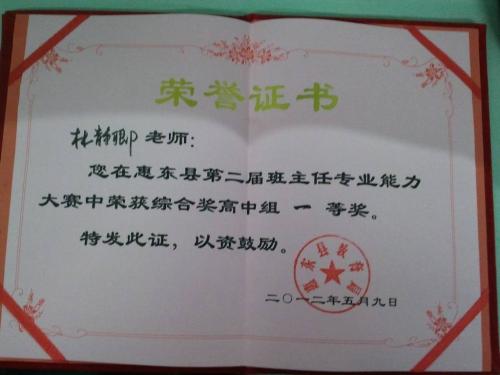 荣誉证书
林静卿 老师:
您在惠东县第二届班主任专业能力
大赛中荣获综合奖高中组 一 等奖。
特发此证，以资鼓励。
惠东县教育局
二〇一二年五月九日